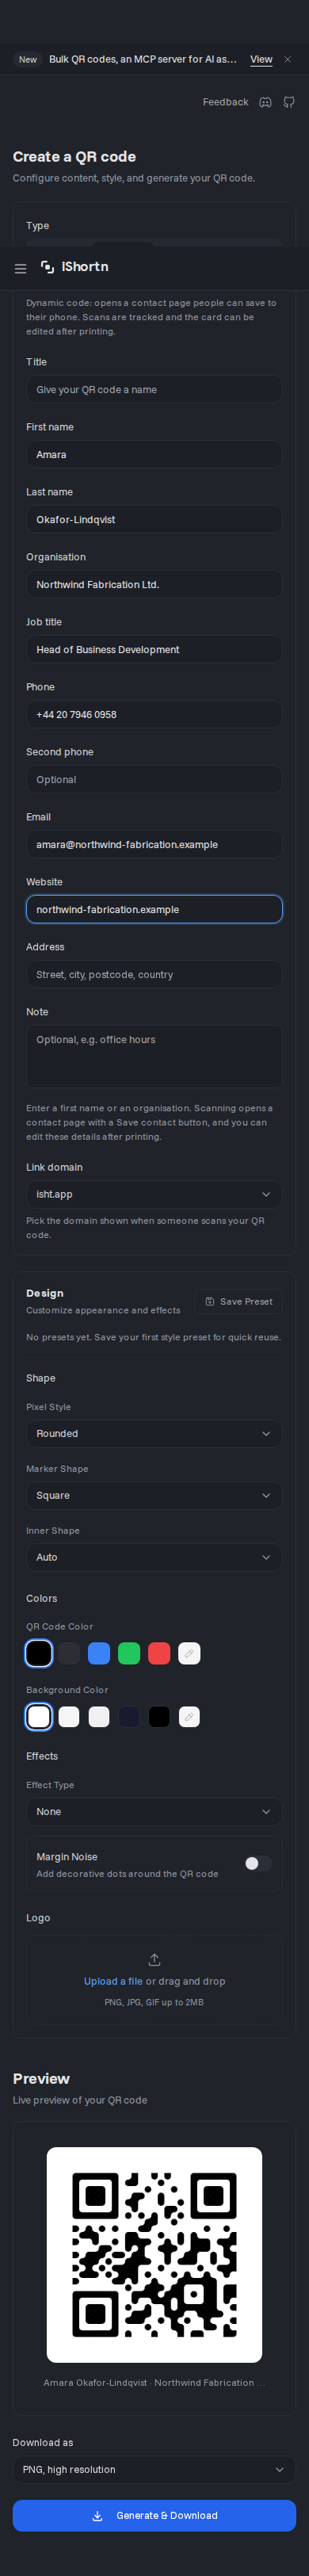 New Bulk QR codes, an MCP server for AI as… View
Feedback
Create a QR code
Configure content, style, and generate your QR code.
Type
IShortn
Dynamic code: opens a contact page people can save to
their phone. Scans are tracked and the card can be
edited after printing.
Title
Give your QR code a name
First name
Amara
Last name
Okafor-Lindqvist
Organisation
Northwind Fabrication Ltd.
Job title
Head of Business Development
Phone
+44 20 7946 0958
Second phone
Optional
Email
amara@northwind-fabrication.example
Website
northwind-fabrication.example
Address
Street, city, postcode, country
Note
Optional, e.g. office hours
Enter a first name or an organisation. Scanning opens a
contact page with a Save contact button, and you can
edit these details after printing.
Link domain
isht.app
Pick the domain shown when someone scans your QR
code.
Design
Customize appearance and effects
Save Preset
No presets yet. Save your first style preset for quick reuse.
Shape
Pixel Style
Rounded
Marker Shape
Square
Inner Shape
Auto
Colors
QR Code Color
Background Color
Effects
Effect Type
None
Margin Noise
Add decorative dots around the QR code
Logo
Upload a file or drag and drop
PNG, JPG, GIF up to 2MB
Preview
Live preview of your QR code
Amara Okafor-Lindqvist · Northwind Fabrication …
Download as
PNG, high resolution
Generate & Download